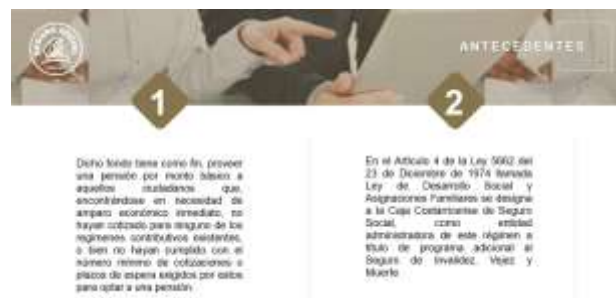 SEGURO SOCIAL
ANTECEDENTES
1
Dicho fondo tiene como fin, proveer
una pensión por monto básico a
aquellos ciudadanos que,
encontrándose en necesidad de
amparo económico inmediato, no
hayan cotizado para ninguno de los
regímenes contributivos existentes,
o bien no hayan cumplido con el
número mínimo de cotizaciones o
plazos de espera exigidos por estos
para optar a una pensión
2
En el Artículo 4 de la Ley 5662 del
23 de Diciembre de 1974 llamada
Ley de Desarrollo Social y
Asignaciones Familiares se designa
a la Caja Costarricense de Seguro
Social, como entidad
administradora de este régimen a
título de programa adicional al
Seguro de Invalidez, Vejez y
Muerte